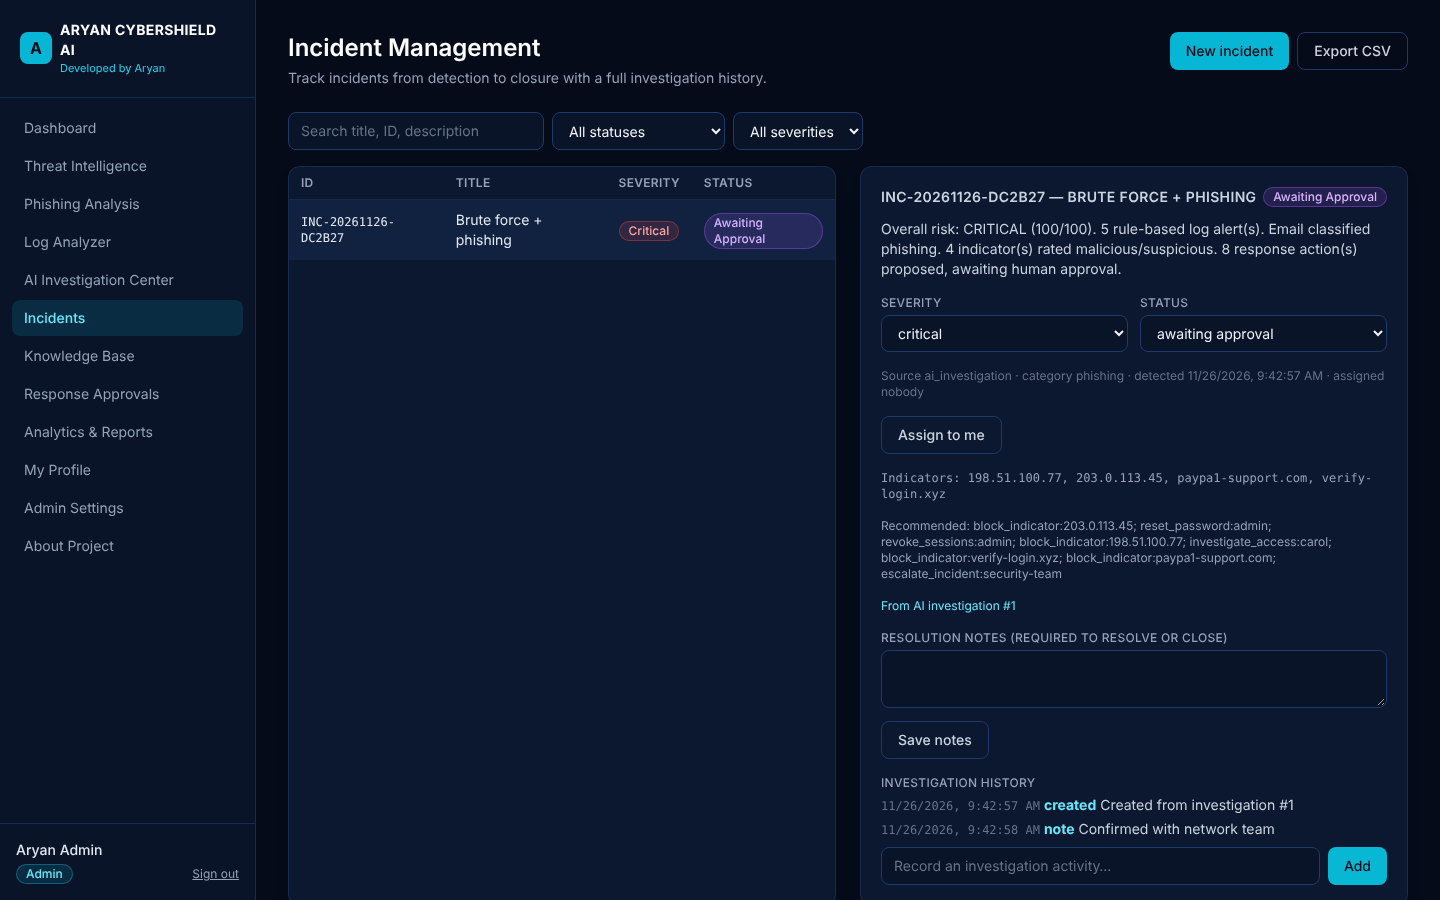 A
ARYAN CYBERSHIELD
AI
Developed by Aryan
Dashboard
Threat Intelligence
Phishing Analysis
Log Analyzer
AI Investigation Center
Incidents
Knowledge Base
Response Approvals
Analytics & Reports
My Profile
Admin Settings
About Project
Aryan Admin
Admin
Sign out
Incident Management
Track incidents from detection to closure with a full investigation history.
New incident
Export CSV
Search title, ID, description
All statuses
All severities
ID TITLE SEVERITY STATUS
INC-20261126-
DC2B27
Brute force +
phishing
Critical
Awaiting
Approval
INC-20261126-DC2B27 — BRUTE FORCE + PHISHING
Awaiting Approval
Overall risk: CRITICAL (100/100). 5 rule-based log alert(s). Email classified
phishing. 4 indicator(s) rated malicious/suspicious. 8 response action(s)
proposed, awaiting human approval.
SEVERITY
critical
STATUS
awaiting approval
Source ai_investigation · category phishing · detected 11/26/2026, 9:42:57 AM · assigned
nobody
Assign to me
Indicators: 198.51.100.77, 203.0.113.45, paypa1-support.com, verify-
login.xyz
Recommended: block_indicator:203.0.113.45; reset_password:admin;
revoke_sessions:admin; block_indicator:198.51.100.77; investigate_access:carol;
block_indicator:verify-login.xyz; block_indicator:paypa1-support.com;
escalate_incident:security-team
From AI investigation #1
RESOLUTION NOTES (REQUIRED TO RESOLVE OR CLOSE)
Save notes
INVESTIGATION HISTORY
11/26/2026, 9:42:57 AM created Created from investigation #1
11/26/2026, 9:42:58 AM note Confirmed with network team
Record an investigation activity…
Add